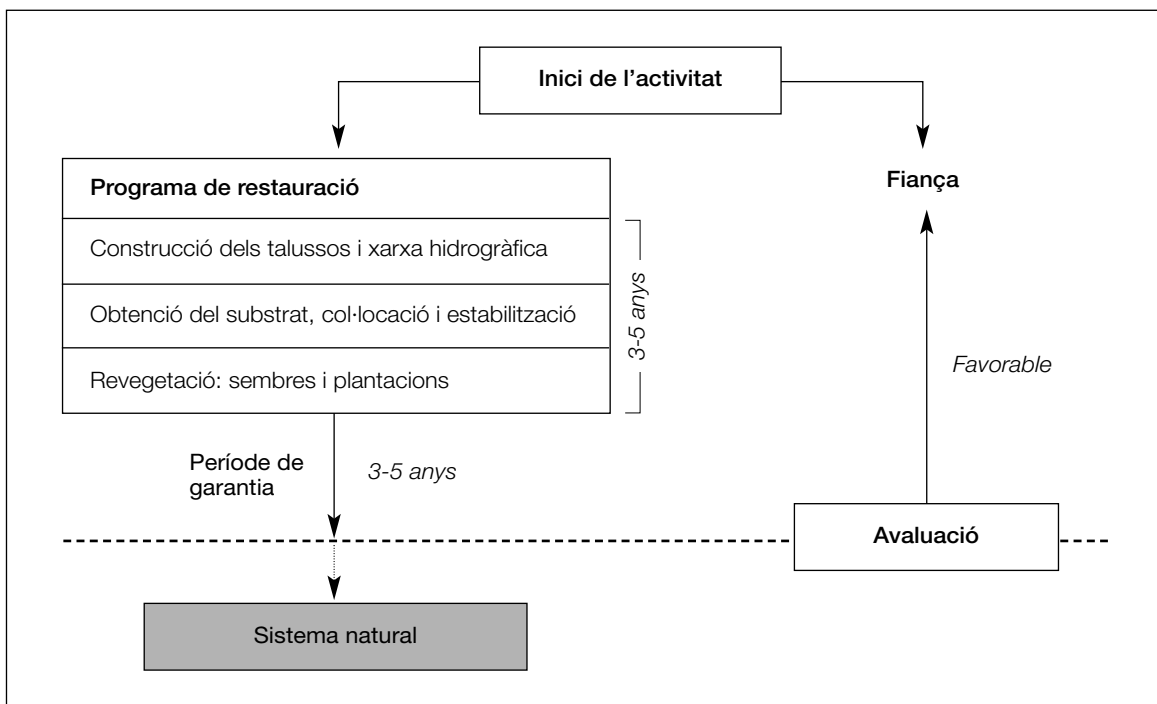 Inici de l’activitat
Programa de restauració
Fiança
Construcció dels talussos i xarxa hidrogràfica
Obtenció del substrat, col·locació i estabilització
Revegetació: sembres i plantacions
3-5 anys
Favorable
Període de
garantia
3-5 anys
Avaluació
Sistema natural